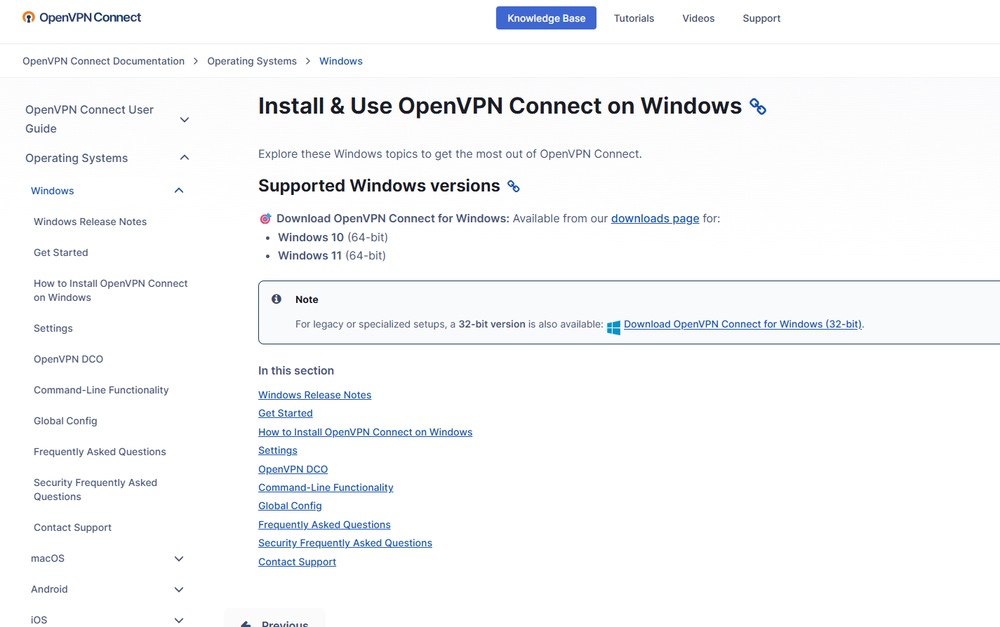 OpenVPN Connect
Knowledge Base
Tutorials
Videos
Support
OpenVPN Connect Documentation > Operating Systems > Windows
OpenVPN Connect User
Guide
Operating Systems
Windows
Windows Release Notes
Get Started
How to Install OpenVPN Connect
on Windows
Settings
OpenVPN DCO
Command-Line Functionality
Global Config
Frequently Asked Questions
Security Frequently Asked
Questions
Contact Support
macOS
Android
iOS
Install & Use OpenVPN Connect on Windows
Explore these Windows topics to get the most out of OpenVPN Connect.
Supported Windows versions
Download OpenVPN Connect for Windows: Available from our downloads page for:
• Windows 10 (64-bit)
• Windows 11 (64-bit)
Note
For legacy or specialized setups, a 32-bit version is also available: Download OpenVPN Connect for Windows (32-bit).
In this section
Windows Release Notes
Get Started
How to Install OpenVPN Connect on Windows
Settings
OpenVPN DCO
Command-Line Functionality
Global Config
Frequently Asked Questions
Security Frequently Asked Questions
Contact Support
Previous